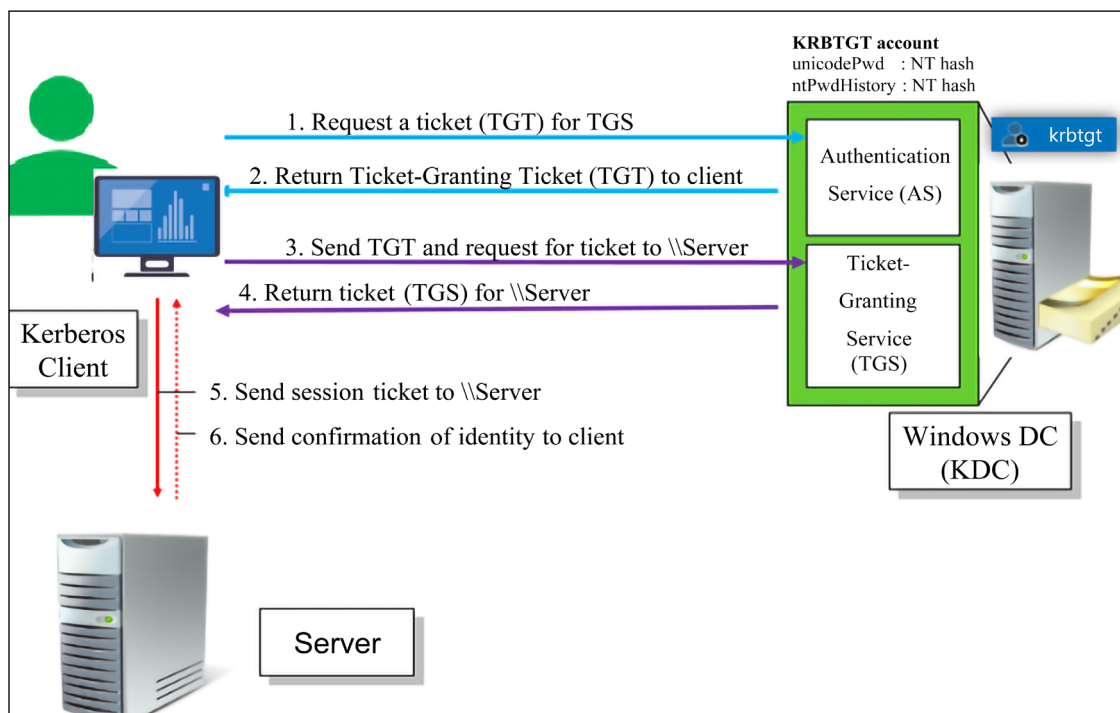 KRBTGT account
unicodePwd : NT hash
ntPwdHistory : NT hash
krbtgt
1. Request a ticket (TGT) for TGS
Authentication
Service (AS)
2. Return Ticket-Granting Ticket (TGT) to client
3. Send TGT and request for ticket to \\Server
Ticket-
Granting
Service
(TGS)
4. Return ticket (TGS) for \\Server
Kerberos
Client
5. Send session ticket to \\Server
6. Send confirmation of identity to client
Windows DC
(KDC)
Server